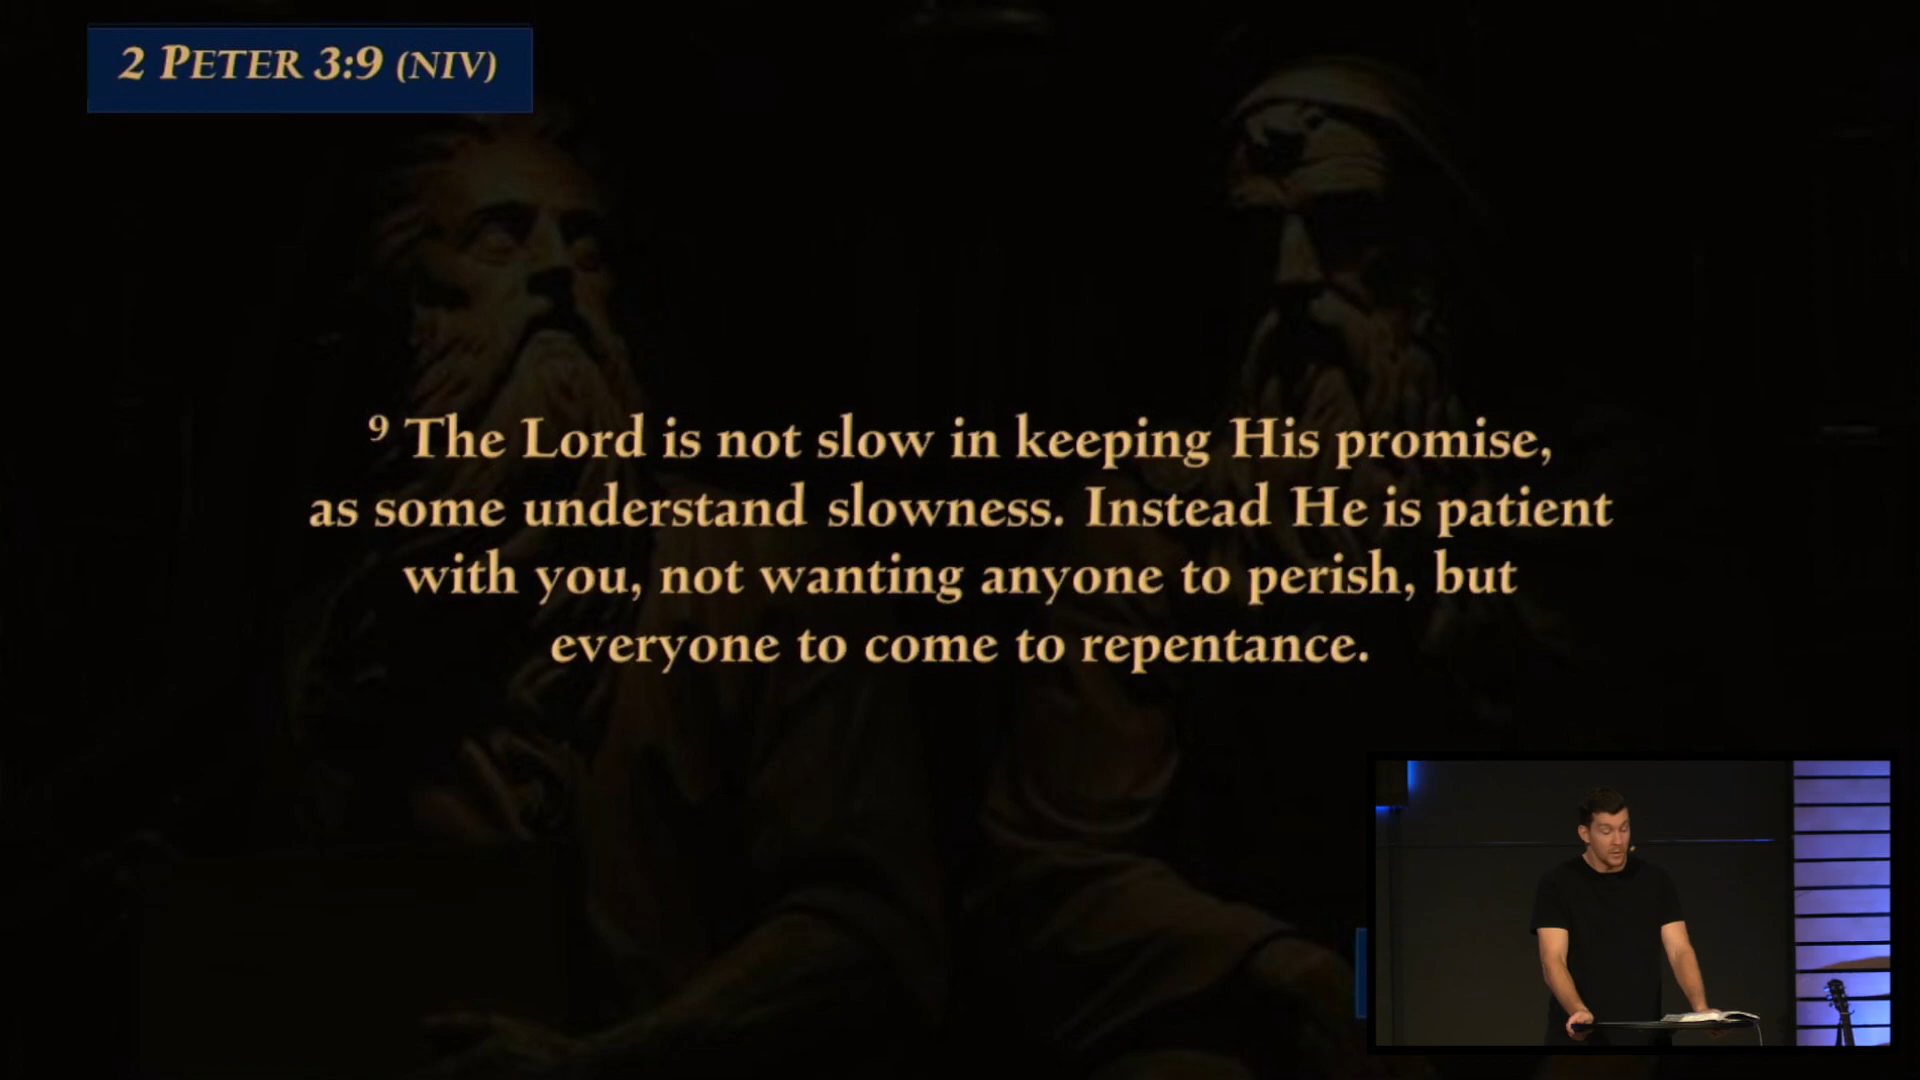 2 PETER 3:9 (NIV)
9 The Lord is not slow in keeping His promise,
as some understand slowness. Instead He is patient
with you, not wanting anyone to perish, but
everyone to come to repentance.